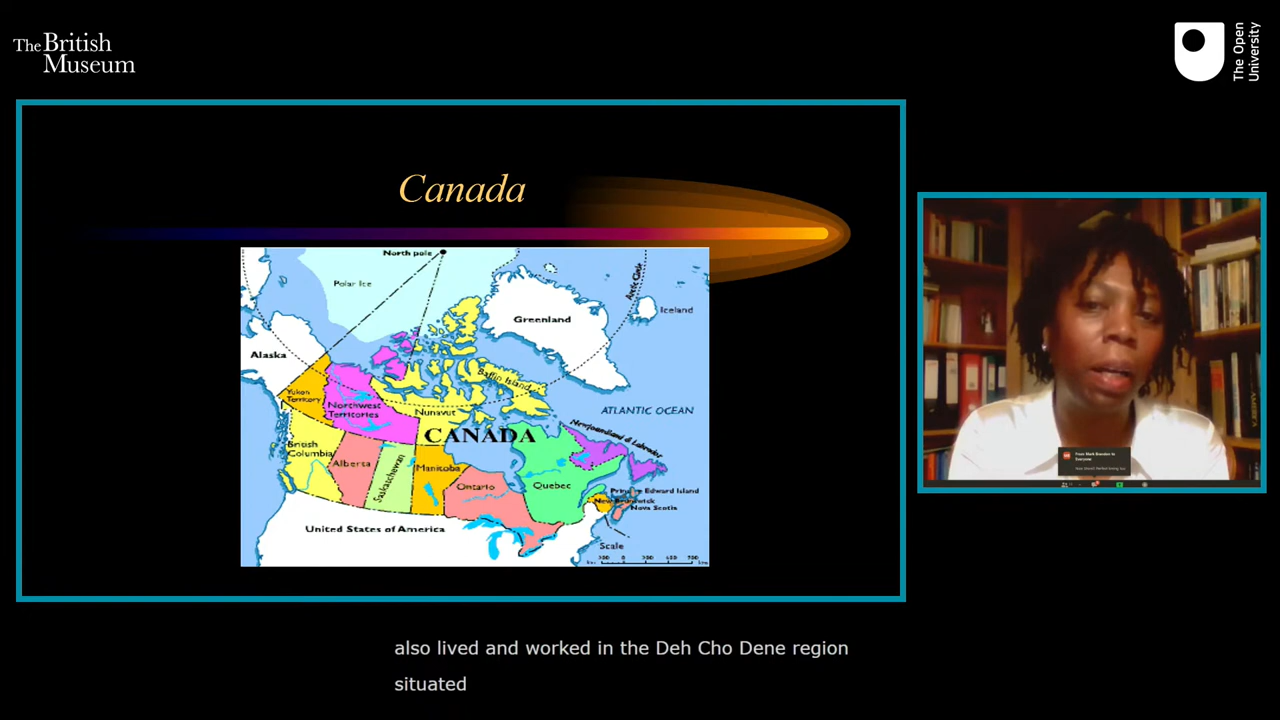 The British
Museum
The Open
University
Canada
North pole
Polar Ice
Arctic Circle
Iceland
Greenland
Alaska
Baffin Island
Yukon
Territory
Northwest
Territories
Nunavut
ATLANTIC OCEAN
CANADA
Newfoundland & Labrador
British
Columbia
Alberta
Saskatchewan
Manitoba
Ontario
Quebec
Prince Edward Island
New Brunswick
Nova Scotia
United States of America
Scale
also lived and worked in the Deh Cho Dene region
situated